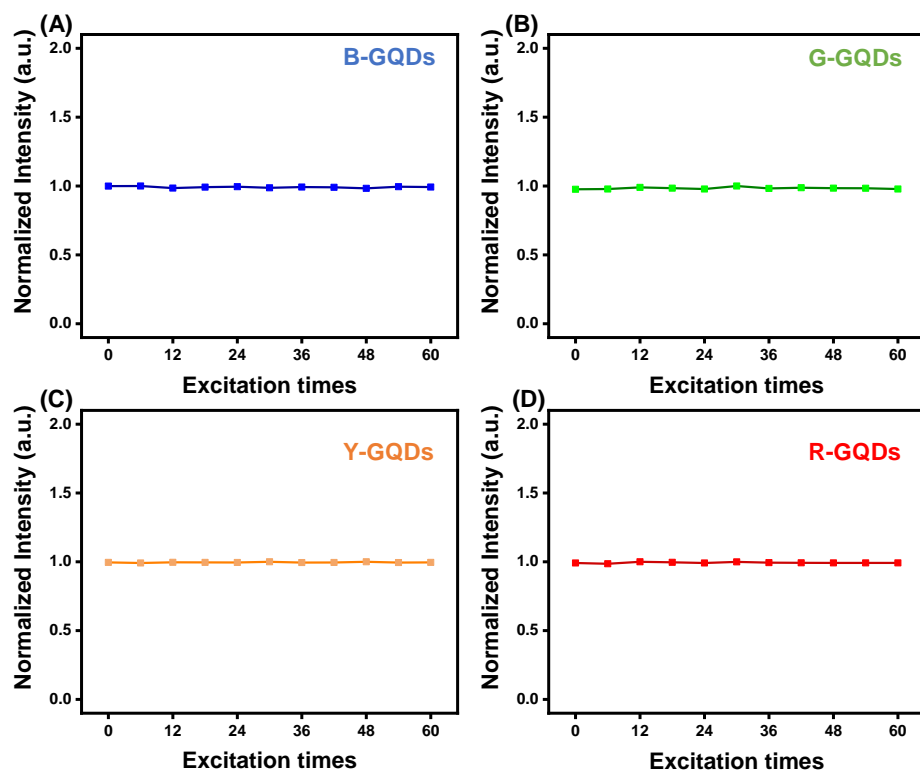 (A)
B-GQDs
Normalized Intensity (a.u.)
2.0
1.5
1.0
0.5
0.0
0 12 24 36 48 60
Excitation times
(B)
G-GQDs
Normalized Intensity (a.u.)
2.0
1.5
1.0
0.5
0.0
0 12 24 36 48 60
Excitation times
(C)
Y-GQDs
Normalized Intensity (a.u.)
2.0
1.5
1.0
0.5
0.0
0 12 24 36 48 60
Excitation times
(D)
R-GQDs
Normalized Intensity (a.u.)
2.0
1.5
1.0
0.5
0.0
0 12 24 36 48 60
Excitation times